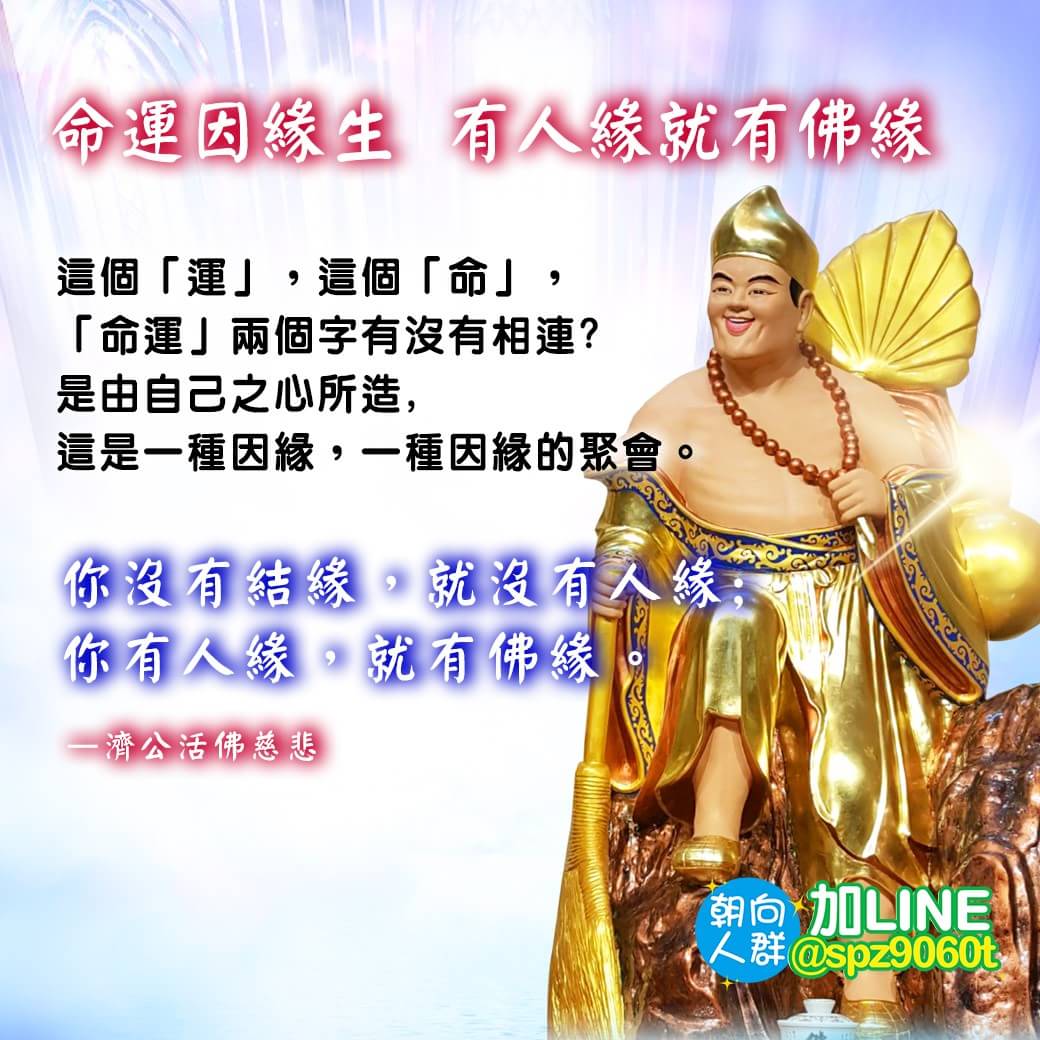 命運因緣生 有人緣就有佛緣
這個「運」，這個「命」，
「命運」兩個字有沒有相連?
是由自己之心所造,
這是一種因緣，一種因緣的聚會。
你沒有結緣，就沒有人緣;
你有人緣，就有佛緣。
—濟公活佛慈悲
朝向
人群
加LINE
@spz9060t